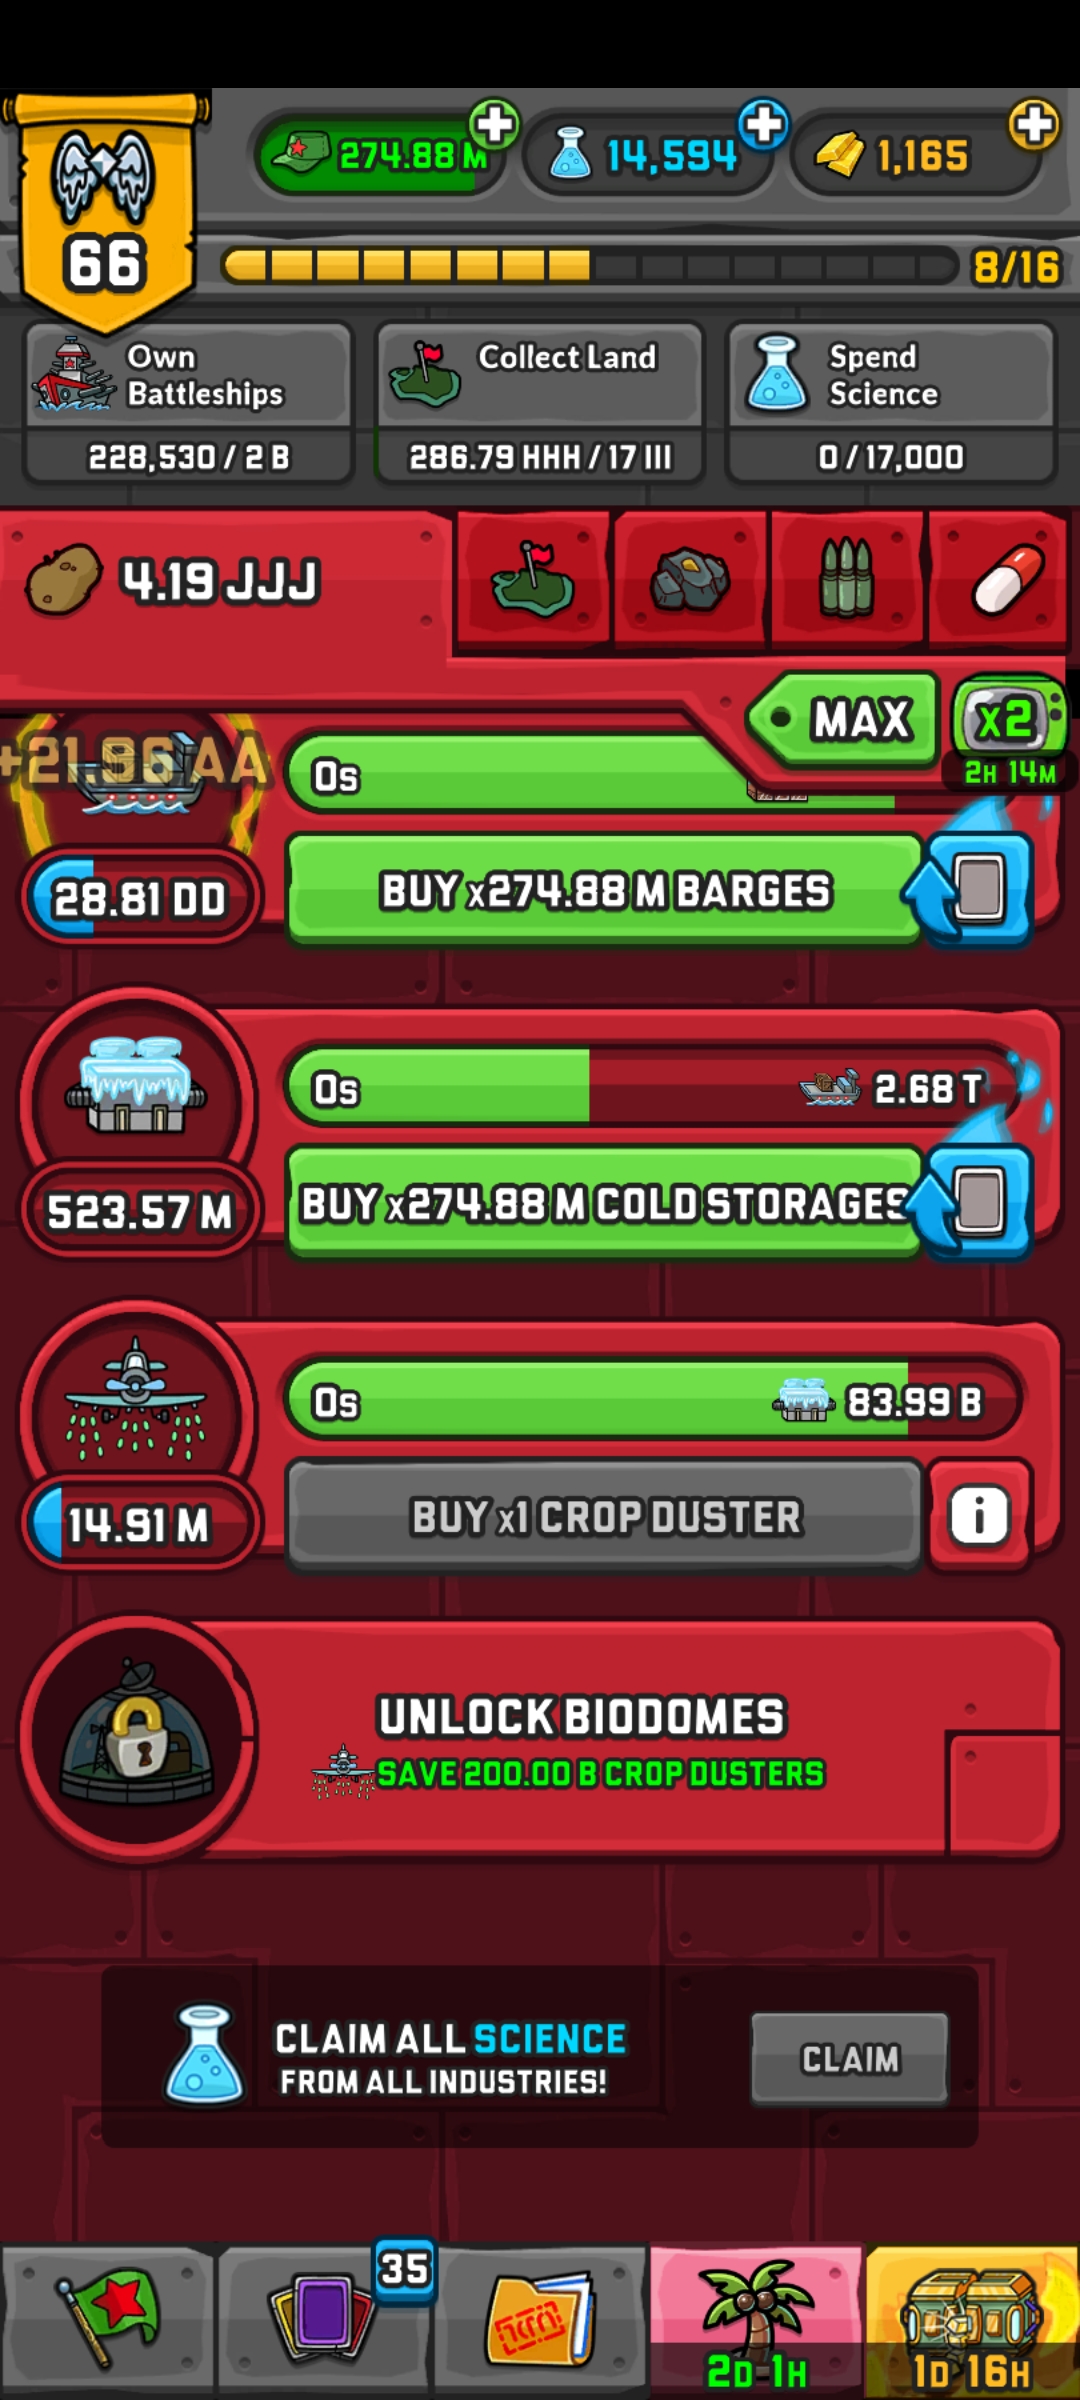 274.88 M
14,594
1,165
66
8/16
Own
Battleships
228,530 / 2 B
Collect Land
286.79 HHH / 17 III
Spend
Science
0 / 17,000
4.19 JJJ
MAX
x2
2H 14M
+21.96 AA
0s
28.81 DD
BUY x274.88 M BARGES
0s
2.68 T
523.57 M
BUY x274.88 M COLD STORAGES
0s
83.99 B
14.91 M
BUY x1 CROP DUSTER
i
UNLOCK BIODOMES
SAVE 200.00 B CROP DUSTERS
CLAIM ALL SCIENCE
FROM ALL INDUSTRIES!
CLAIM
35
2D 1H
1D 16H